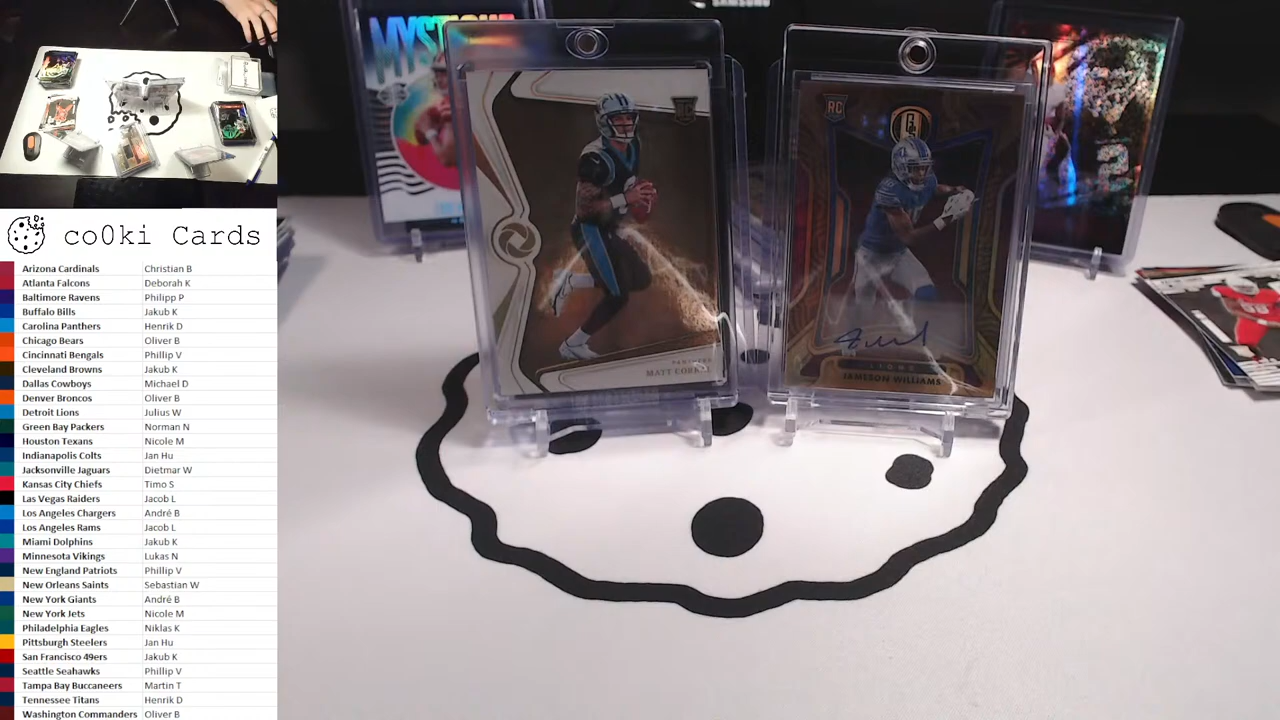 SAMSUNG
MYSTIQUE
RC
PANTHERS
MATT CORRAL
RC
LIONS
JAMESON WILLIAMS
2
co0ki Cards
Arizona Cardinals Christian B
Atlanta Falcons Deborah K
Baltimore Ravens Philipp P
Buffalo Bills Jakub K
Carolina Panthers Henrik D
Chicago Bears Oliver B
Cincinnati Bengals Phillip V
Cleveland Browns Jakub K
Dallas Cowboys Michael D
Denver Broncos Oliver B
Detroit Lions Julius W
Green Bay Packers Norman N
Houston Texans Nicole M
Indianapolis Colts Jan Hu
Jacksonville Jaguars Dietmar W
Kansas City Chiefs Timo S
Las Vegas Raiders Jacob L
Los Angeles Chargers André B
Los Angeles Rams Jacob L
Miami Dolphins Jakub K
Minnesota Vikings Lukas N
New England Patriots Phillip V
New Orleans Saints Sebastian W
New York Giants André B
New York Jets Nicole M
Philadelphia Eagles Niklas K
Pittsburgh Steelers Jan Hu
San Francisco 49ers Jakub K
Seattle Seahawks Phillip V
Tampa Bay Buccaneers Martin T
Tennessee Titans Henrik D
Washington Commanders Oliver B